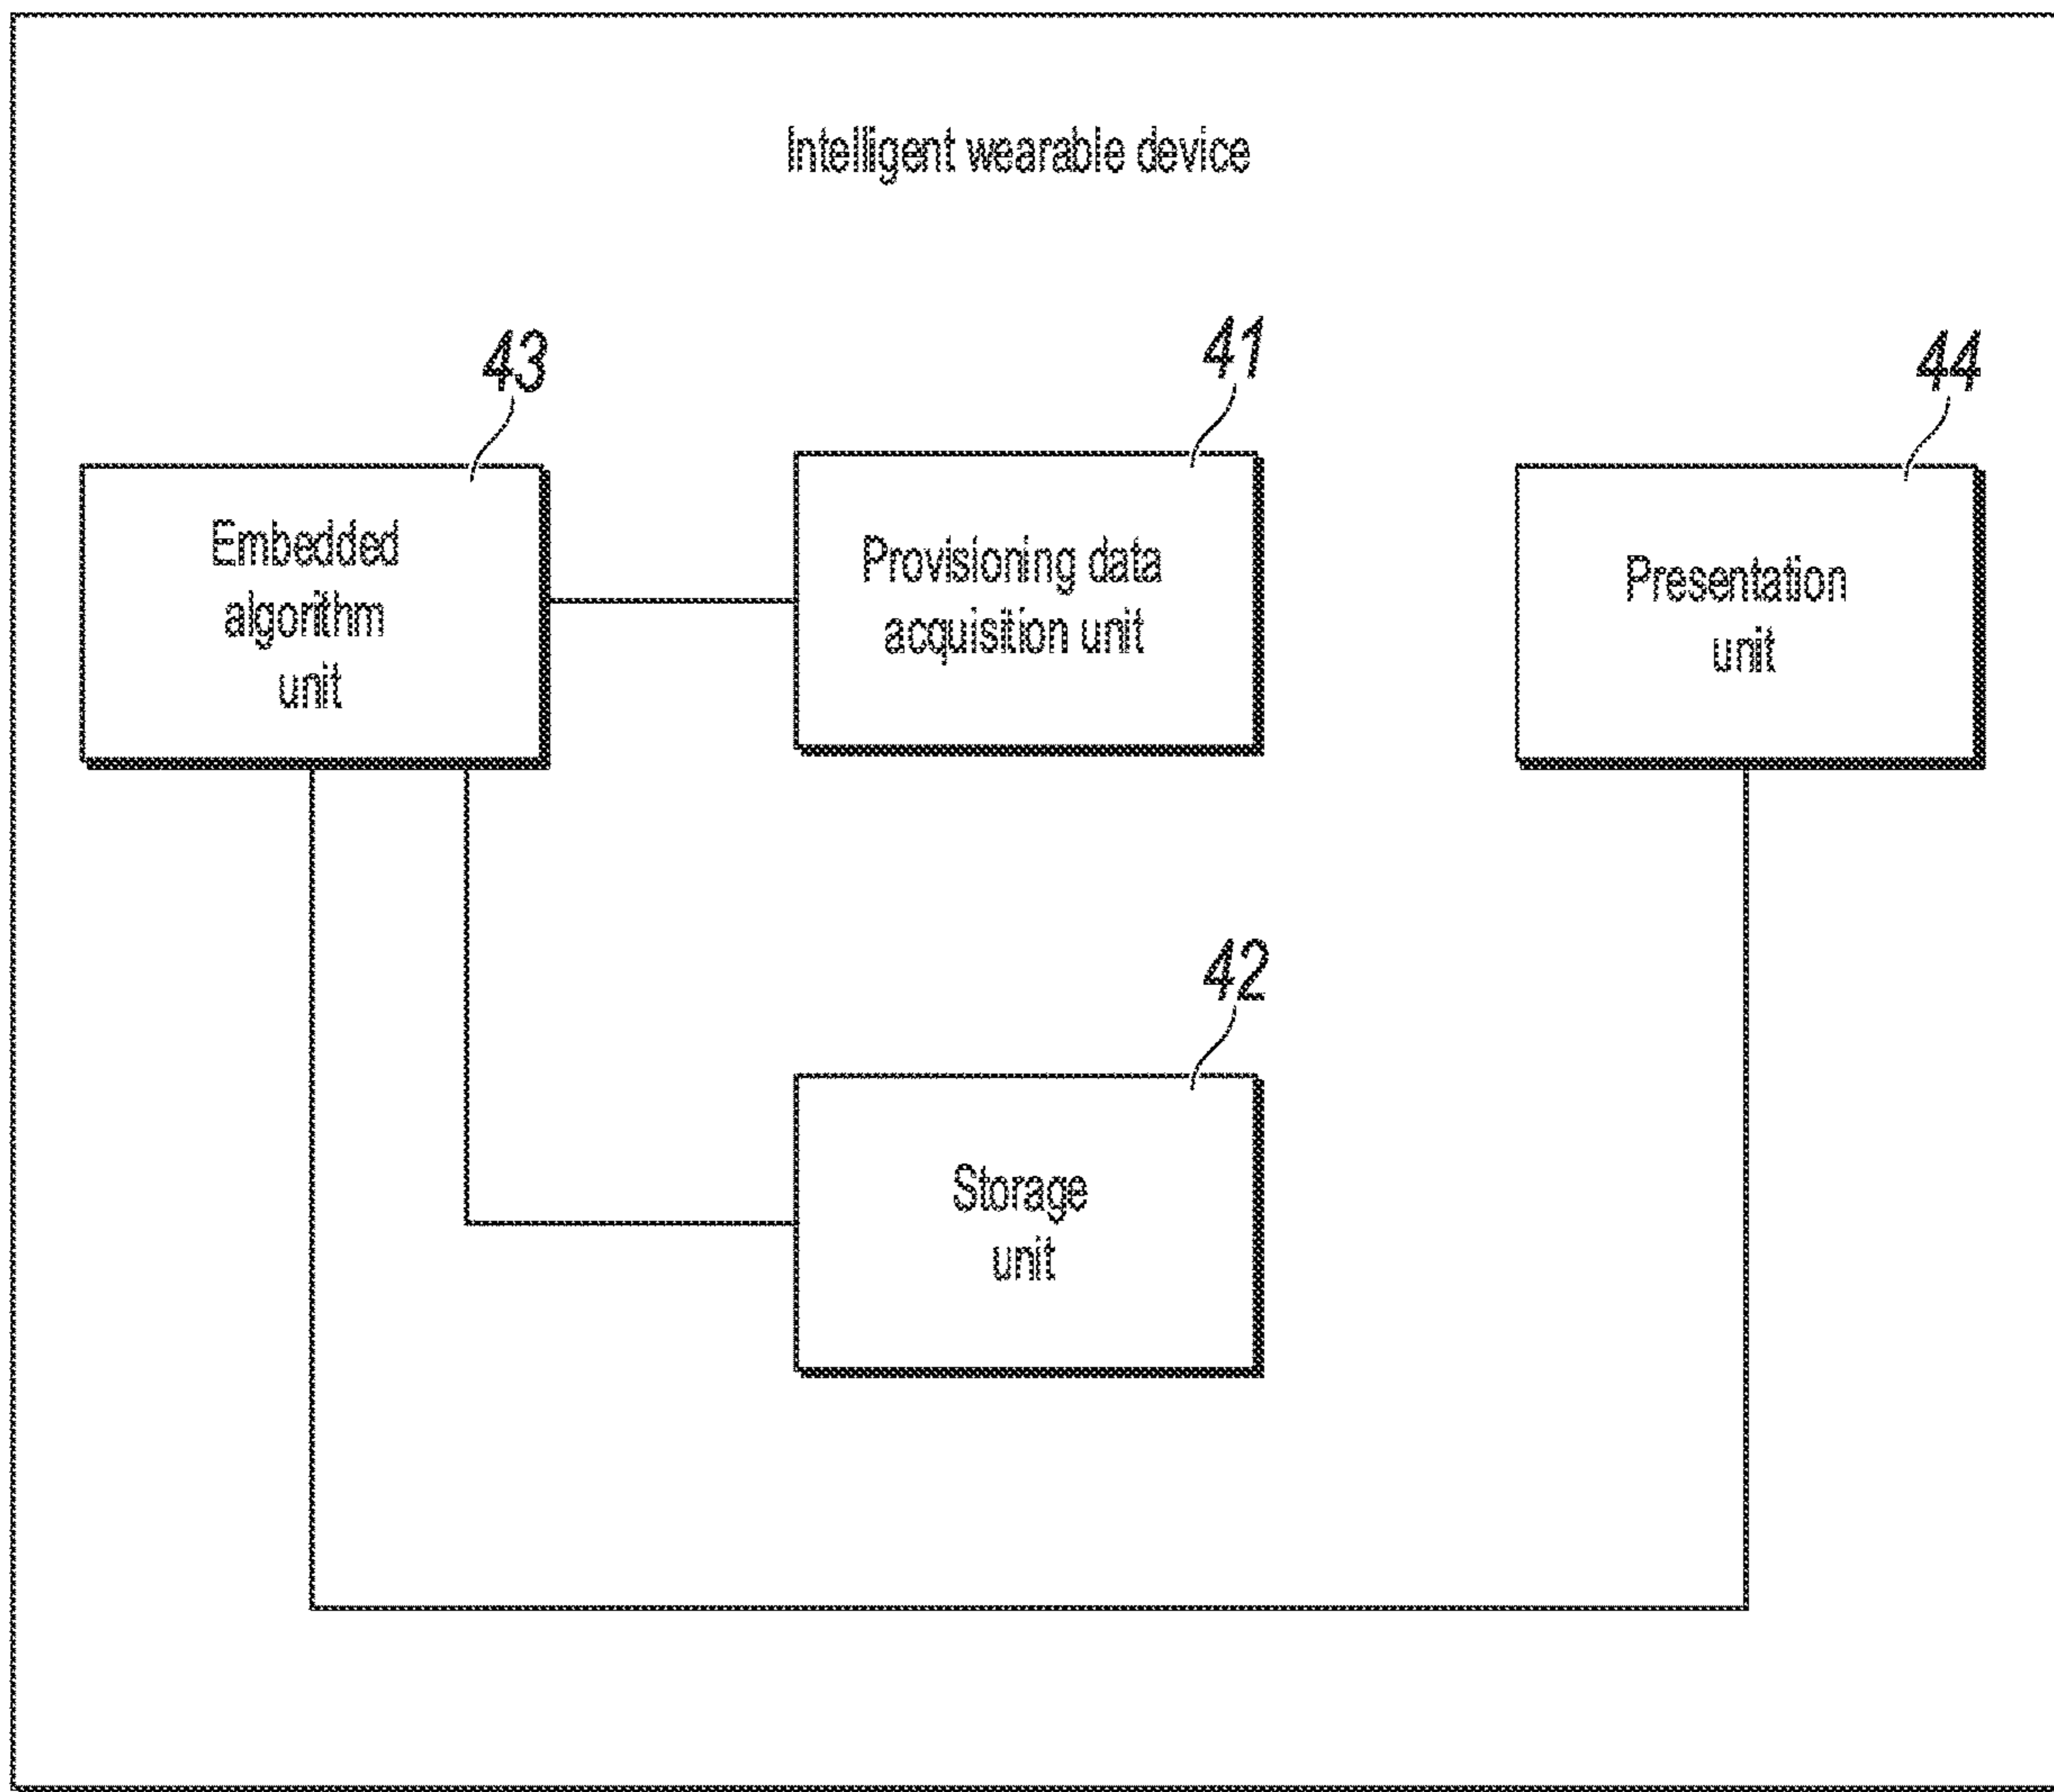 Intelligent wearable device
43
41
44
Embedded
algorithm
unit
Provisioning data
acquisition unit
Presentation
unit
42
Storage
unit